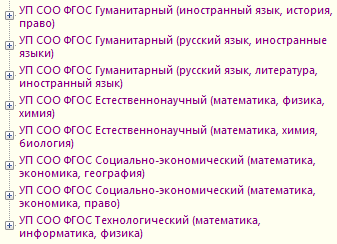 УП СОО ФГОС Гуманитарный (иностранный язык, история,
право)
УП СОО ФГОС Гуманитарный (русский язык, иностранные
языки)
УП СОО ФГОС Гуманитарный (русский язык, литература,
иностранный язык)
УП СОО ФГОС Естественнонаучный (математика, физика,
химия)
УП СОО ФГОС Естественнонаучный (математика, химия,
биология)
УП СОО ФГОС Социально-экономический (математика,
экономика, география)
УП СОО ФГОС Социально-экономический (математика,
экономика, право)
УП СОО ФГОС Технологический (математика,
информатика, физика)